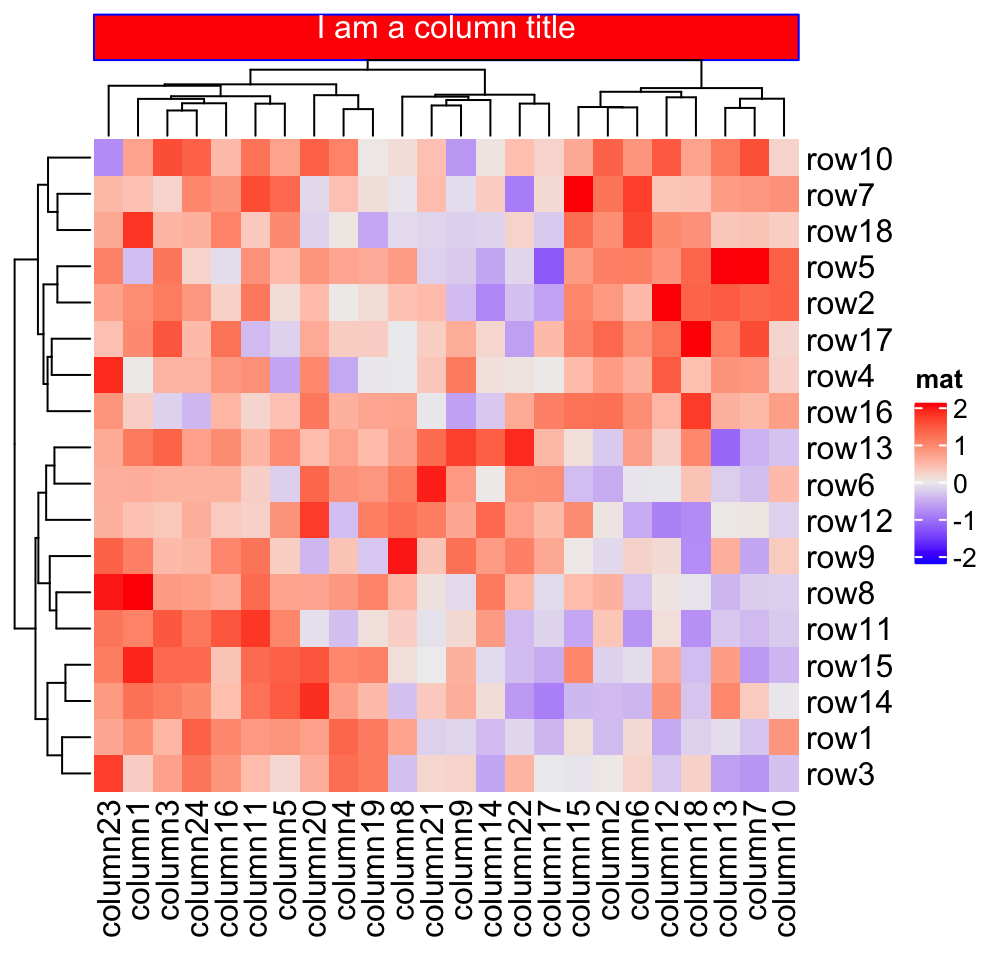 I am a column title
row10
row7
row18
row5
row2
row17
row4
row16
row13
row6
row12
row9
row8
row11
row15
row14
row1
row3
mat
2
1
0
-1
-2
column23
column1
column3
column24
column16
column11
column5
column20
column4
column19
column8
column21
column9
column14
column22
column17
column15
column2
column6
column12
column18
column13
column7
column10